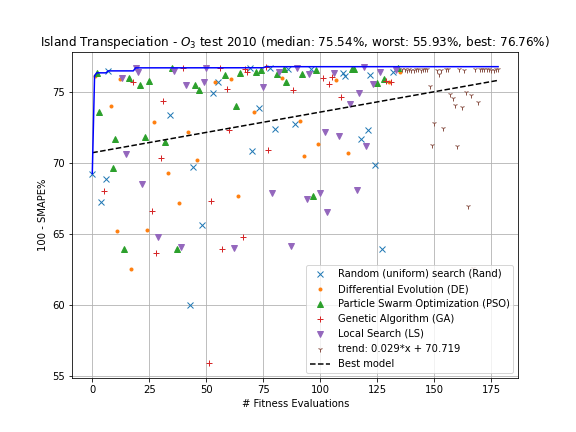 Island Transpeciation - O₃ test 2010 (median: 75.54%, worst: 55.93%, best: 76.76%)
100 - SMAPE%
75
70
65
60
55
Random (uniform) search (Rand)
Differential Evolution (DE)
Particle Swarm Optimization (PSO)
Genetic Algorithm (GA)
Local Search (LS)
trend: 0.029*x + 70.719
Best model
0 25 50 75 100 125 150 175
# Fitness Evaluations